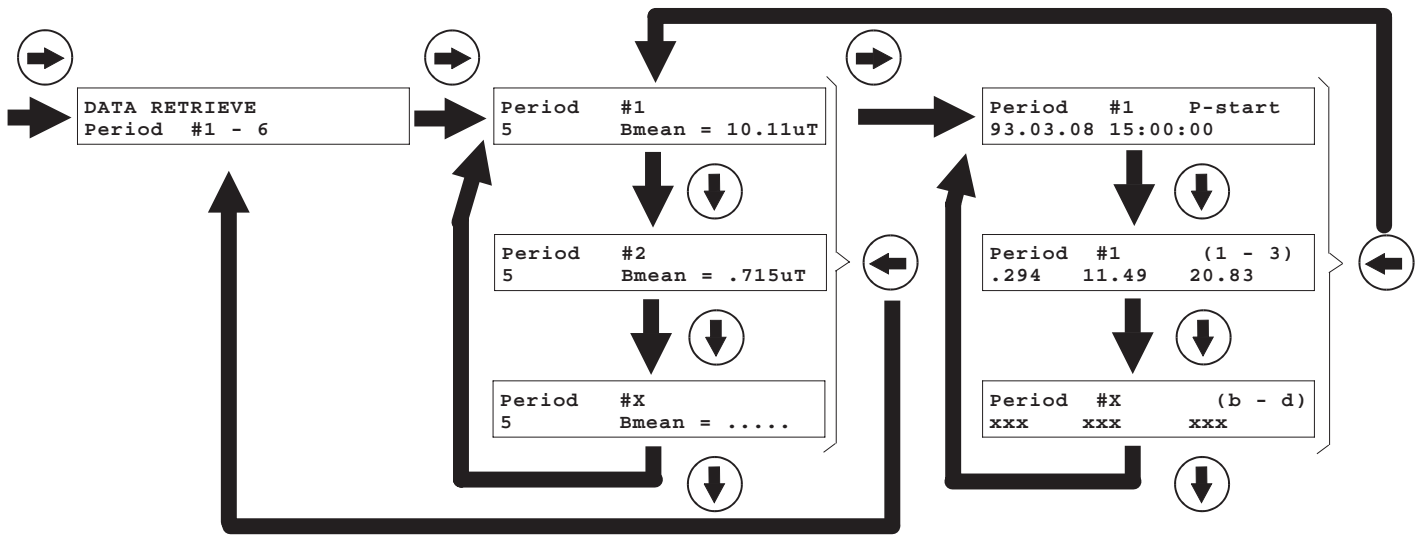 DATA RETRIEVE
Period #1 - 6
Period #1
5 Bmean = 10.11uT
Period #2
5 Bmean = .715uT
Period #X
5 Bmean = .....
Period #1 P-start
93.03.08 15:00:00
Period #1 (1 - 3)
.294 11.49 20.83
Period #X (b - d)
xxx xxx xxx